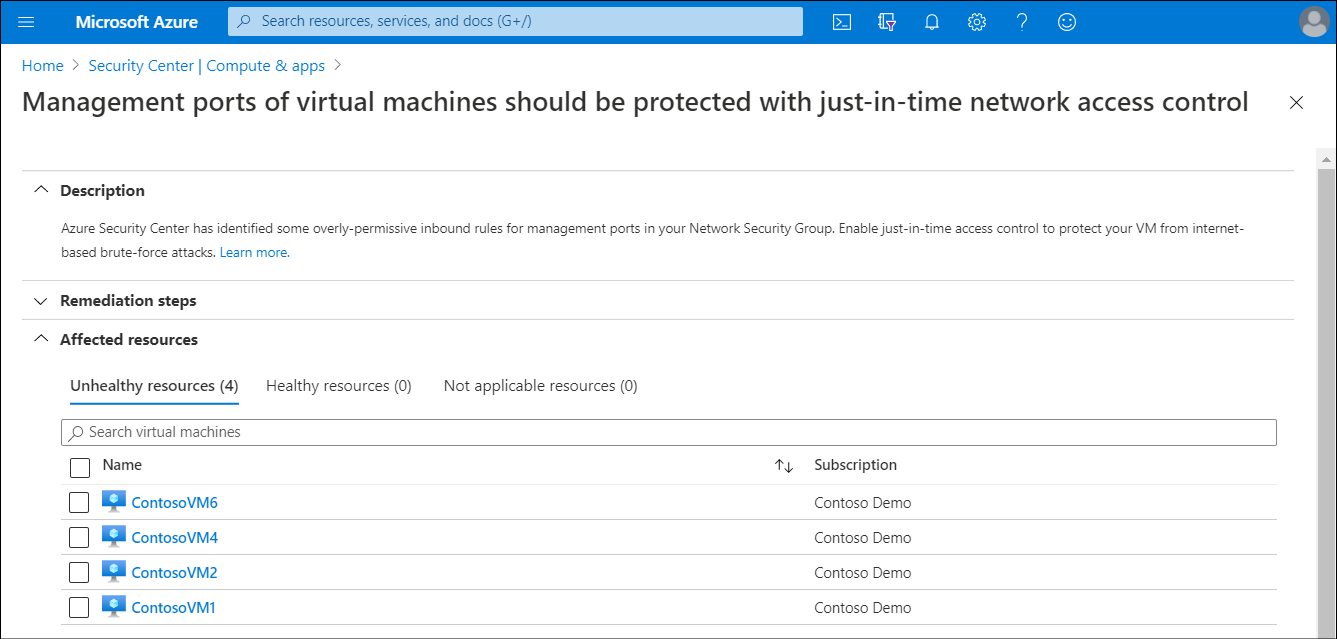 Microsoft Azure
Search resources, services, and docs (G+/)
Home > Security Center | Compute & apps >
Management ports of virtual machines should be protected with just-in-time network access control
Description
Azure Security Center has identified some overly-permissive inbound rules for management ports in your Network Security Group. Enable just-in-time access control to protect your VM from internet-
based brute-force attacks. Learn more.
Remediation steps
Affected resources
Unhealthy resources (4) Healthy resources (0) Not applicable resources (0)
Search virtual machines
Name Subscription
ContosoVM6 Contoso Demo
ContosoVM4 Contoso Demo
ContosoVM2 Contoso Demo
ContosoVM1 Contoso Demo